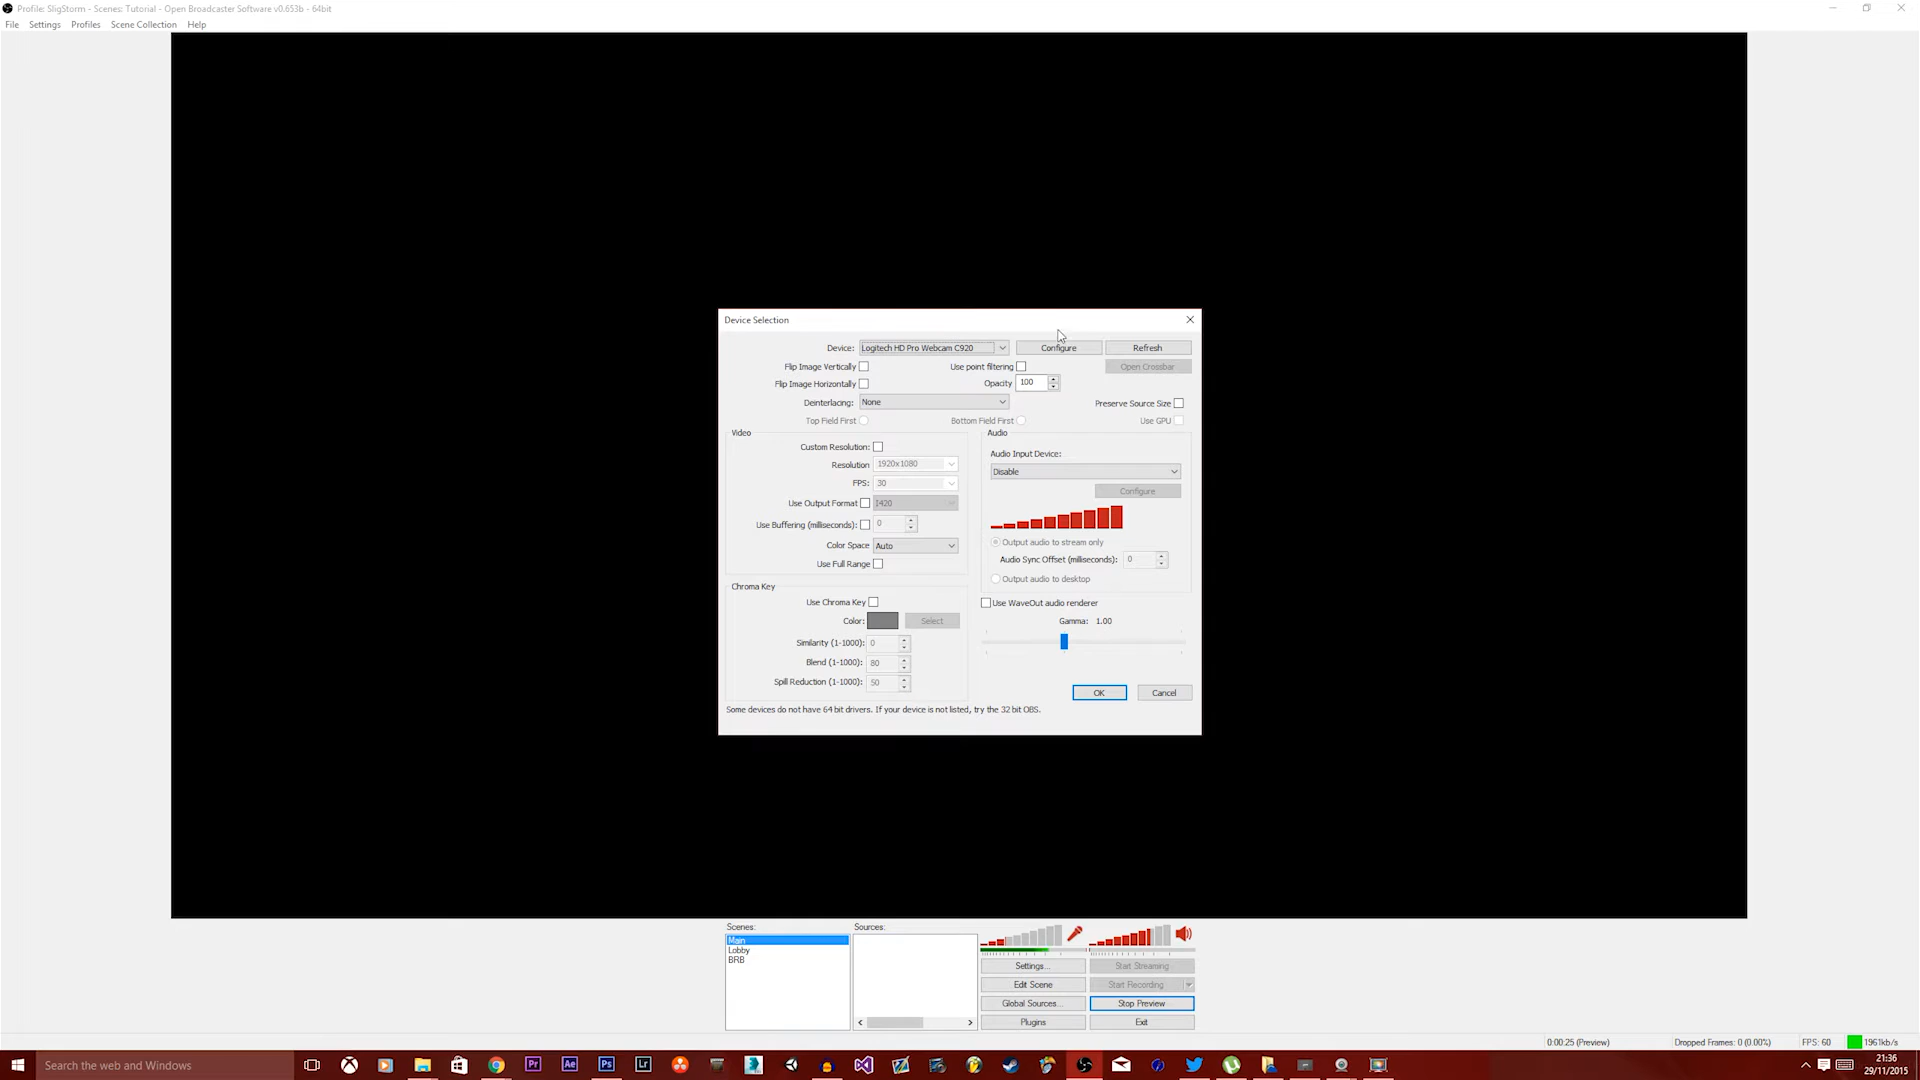 Profile: SligStorm - Scenes: Tutorial - Open Broadcaster Software v0.653b - 64bit
File Settings Profiles Scene Collection Help
Device Selection
Device: Logitech HD Pro Webcam C920 Configure Refresh
Flip Image Vertically Use point filtering Open Crossbar
Flip Image Horizontally Opacity 100
Deinterlacing: None Preserve Source Size
Top Field First Bottom Field First Use GPU
Video
Custom Resolution:
Resolution 1920x1080
FPS: 30
Use Output Format I420
Use Buffering (milliseconds): 0
Color Space Auto
Use Full Range
Audio
Audio Input Device:
Disable
Configure
Output audio to stream only
Audio Sync Offset (milliseconds): 0
Output audio to desktop
Chroma Key
Use Chroma Key
Color: Select
Similarity (1-1000): 0
Blend (1-1000): 80
Spill Reduction (1-1000): 50
Use WaveOut audio renderer
Gamma: 1.00
OK Cancel
Some devices do not have 64 bit drivers. If your device is not listed, try the 32 bit OBS.
Scenes: Sources:
Main
Lobby
BRB
Settings... Start Streaming
Edit Scene Start Recording
Global Sources... Stop Preview
Plugins Exit
0:00:25 (Preview) Dropped Frames: 0 (0.00%) FPS: 60 1961kb/s
Search the web and Windows
Pr Ae Ps Lr
21:36
29/11/2015